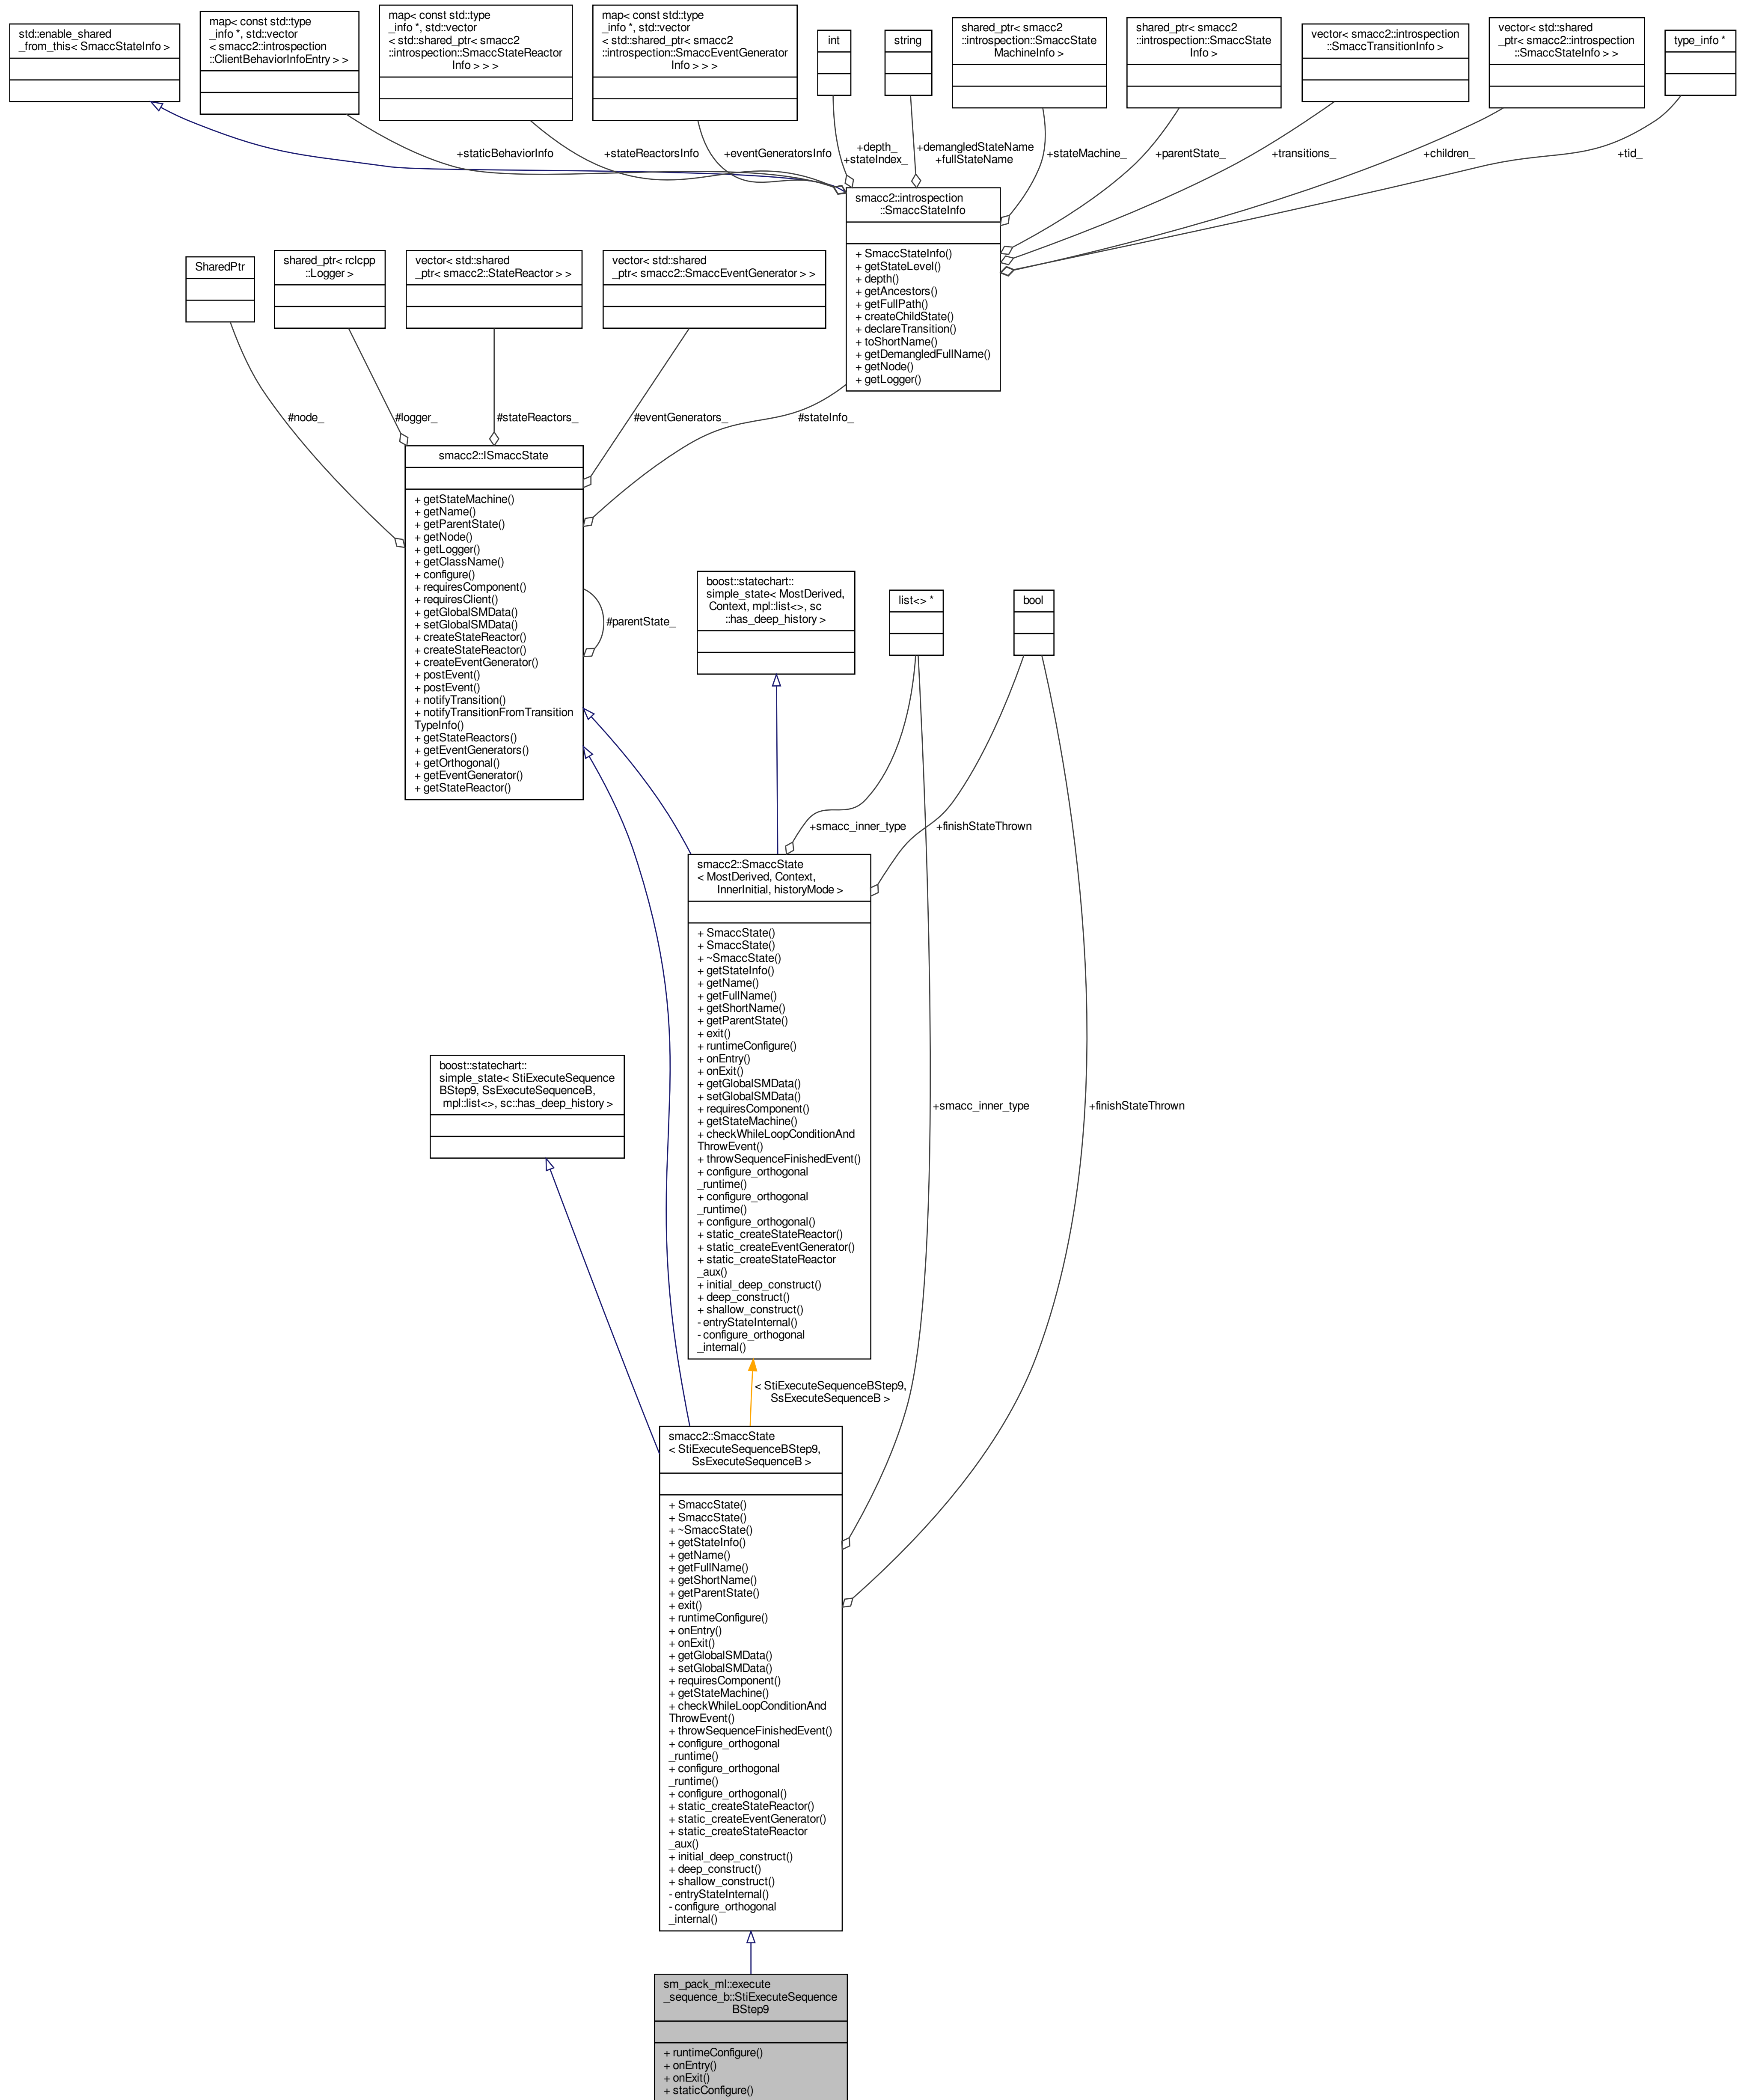 std::enable_shared
_from_this< SmaccStateInfo >
map< const std::type
_info *, std::vector
< smacc2::introspection
::ClientBehaviorInfoEntry > >
map< const std::type
_info *, std::vector
< std::shared_ptr< smacc2
::introspection::SmaccStateReactor
Info > > >
map< const std::type
_info *, std::vector
< std::shared_ptr< smacc2
::introspection::SmaccEventGenerator
Info > > >
int
string
shared_ptr< smacc2
::introspection::SmaccState
MachineInfo >
shared_ptr< smacc2
::introspection::SmaccState
Info >
vector< smacc2::introspection
::SmaccTransitionInfo >
vector< std::shared
_ptr< smacc2::introspection
::SmaccStateInfo > >
type_info *
+staticBehaviorInfo
+stateReactorsInfo
+eventGeneratorsInfo
+depth_
+stateIndex_
+demangledStateName
+fullStateName
+stateMachine_
+parentState_
+transitions_
+children_
+tid_
smacc2::introspection
::SmaccStateInfo
+ SmaccStateInfo()
+ getStateLevel()
+ depth()
+ getAncestors()
+ getFullPath()
+ createChildState()
+ declareTransition()
+ toShortName()
+ getDemangledFullName()
+ getNode()
+ getLogger()
SharedPtr
shared_ptr< rclcpp
::Logger >
vector< std::shared
_ptr< smacc2::StateReactor > >
vector< std::shared
_ptr< smacc2::SmaccEventGenerator > >
#node_
#logger_
#stateReactors_
#eventGenerators_
#stateInfo_
smacc2::ISmaccState
+ getStateMachine()
+ getName()
+ getParentState()
+ getNode()
+ getLogger()
+ getClassName()
+ configure()
+ requiresComponent()
+ requiresClient()
+ getGlobalSMData()
+ setGlobalSMData()
+ createStateReactor()
+ createStateReactor()
+ createEventGenerator()
+ postEvent()
+ postEvent()
+ notifyTransition()
+ notifyTransitionFromTransition
TypeInfo()
+ getStateReactors()
+ getEventGenerators()
+ getOrthogonal()
+ getEventGenerator()
+ getStateReactor()
#parentState_
boost::statechart::
simple_state< MostDerived,
Context, mpl::list<>, sc
::has_deep_history >
list<> *
bool
+smacc_inner_type
+finishStateThrown
smacc2::SmaccState
< MostDerived, Context,
InnerInitial, historyMode >
+ SmaccState()
+ SmaccState()
+ ~SmaccState()
+ getStateInfo()
+ getName()
+ getFullName()
+ getShortName()
+ getParentState()
+ exit()
+ runtimeConfigure()
+ onEntry()
+ onExit()
+ getGlobalSMData()
+ setGlobalSMData()
+ requiresComponent()
+ getStateMachine()
+ checkWhileLoopConditionAnd
ThrowEvent()
+ throwSequenceFinishedEvent()
+ configure_orthogonal
_runtime()
+ configure_orthogonal
_runtime()
+ configure_orthogonal()
+ static_createStateReactor()
+ static_createEventGenerator()
+ static_createStateReactor
_aux()
+ initial_deep_construct()
+ deep_construct()
+ shallow_construct()
- entryStateInternal()
- configure_orthogonal
_internal()
boost::statechart::
simple_state< StiExecuteSequence
BStep9, SsExecuteSequenceB,
mpl::list<>, sc::has_deep_history >
+smacc_inner_type
+finishStateThrown
< StiExecuteSequenceBStep9,
SsExecuteSequenceB >
smacc2::SmaccState
< StiExecuteSequenceBStep9,
SsExecuteSequenceB >
+ SmaccState()
+ SmaccState()
+ ~SmaccState()
+ getStateInfo()
+ getName()
+ getFullName()
+ getShortName()
+ getParentState()
+ exit()
+ runtimeConfigure()
+ onEntry()
+ onExit()
+ getGlobalSMData()
+ setGlobalSMData()
+ requiresComponent()
+ getStateMachine()
+ checkWhileLoopConditionAnd
ThrowEvent()
+ throwSequenceFinishedEvent()
+ configure_orthogonal
_runtime()
+ configure_orthogonal
_runtime()
+ configure_orthogonal()
+ static_createStateReactor()
+ static_createEventGenerator()
+ static_createStateReactor
_aux()
+ initial_deep_construct()
+ deep_construct()
+ shallow_construct()
- entryStateInternal()
- configure_orthogonal
_internal()
sm_pack_ml::execute
_sequence_b::StiExecuteSequence
BStep9
+ runtimeConfigure()
+ onEntry()
+ onExit()
+ staticConfigure()